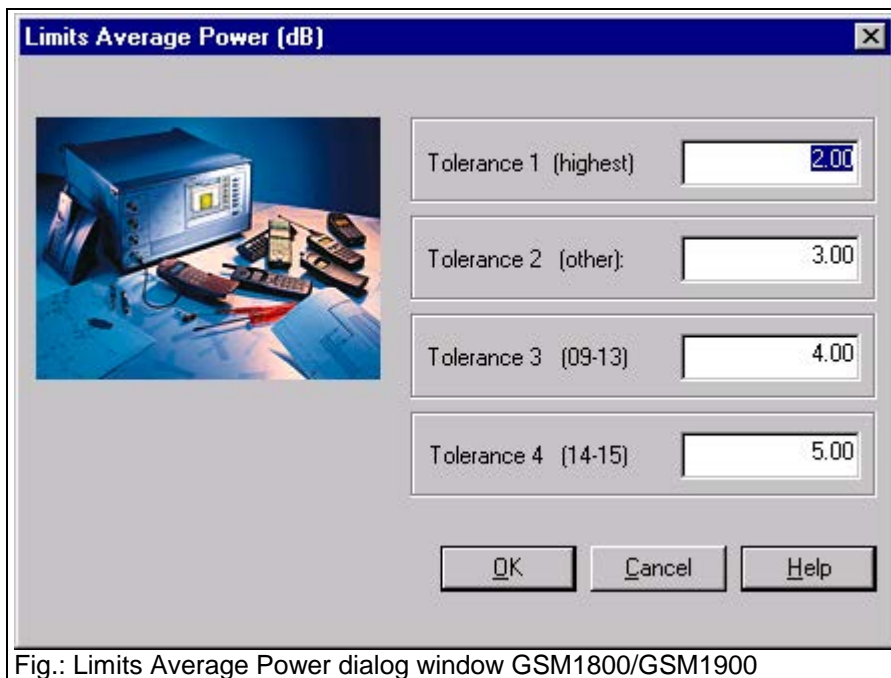 Limits Average Power (dB)
Tolerance 1 (highest) 2.00
Tolerance 2 (other): 3.00
Tolerance 3 (09-13) 4.00
Tolerance 4 (14-15) 5.00
OK Cancel Help
Fig.: Limits Average Power dialog window GSM1800/GSM1900